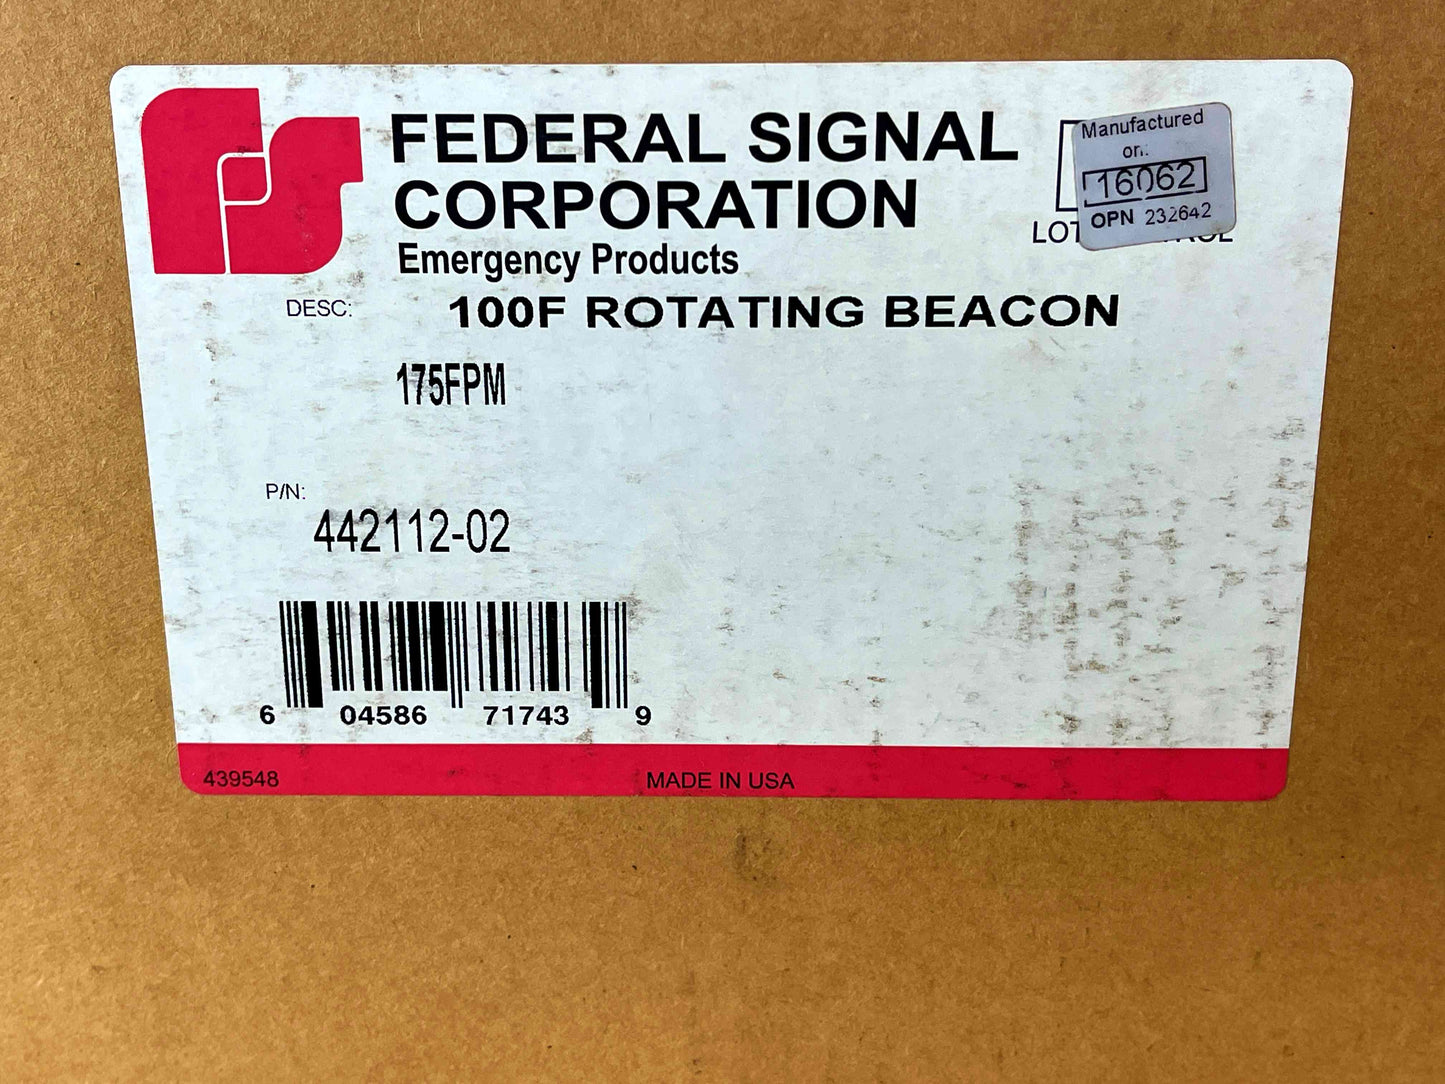 FEDERAL SIGNAL
CORPORATION
Emergency Products
Manufactured
on:
16062
OPN 232642
DESC: 100F ROTATING BEACON
175FPM
P/N:
442112-02
6 04586 71743 9
439548 MADE IN USA